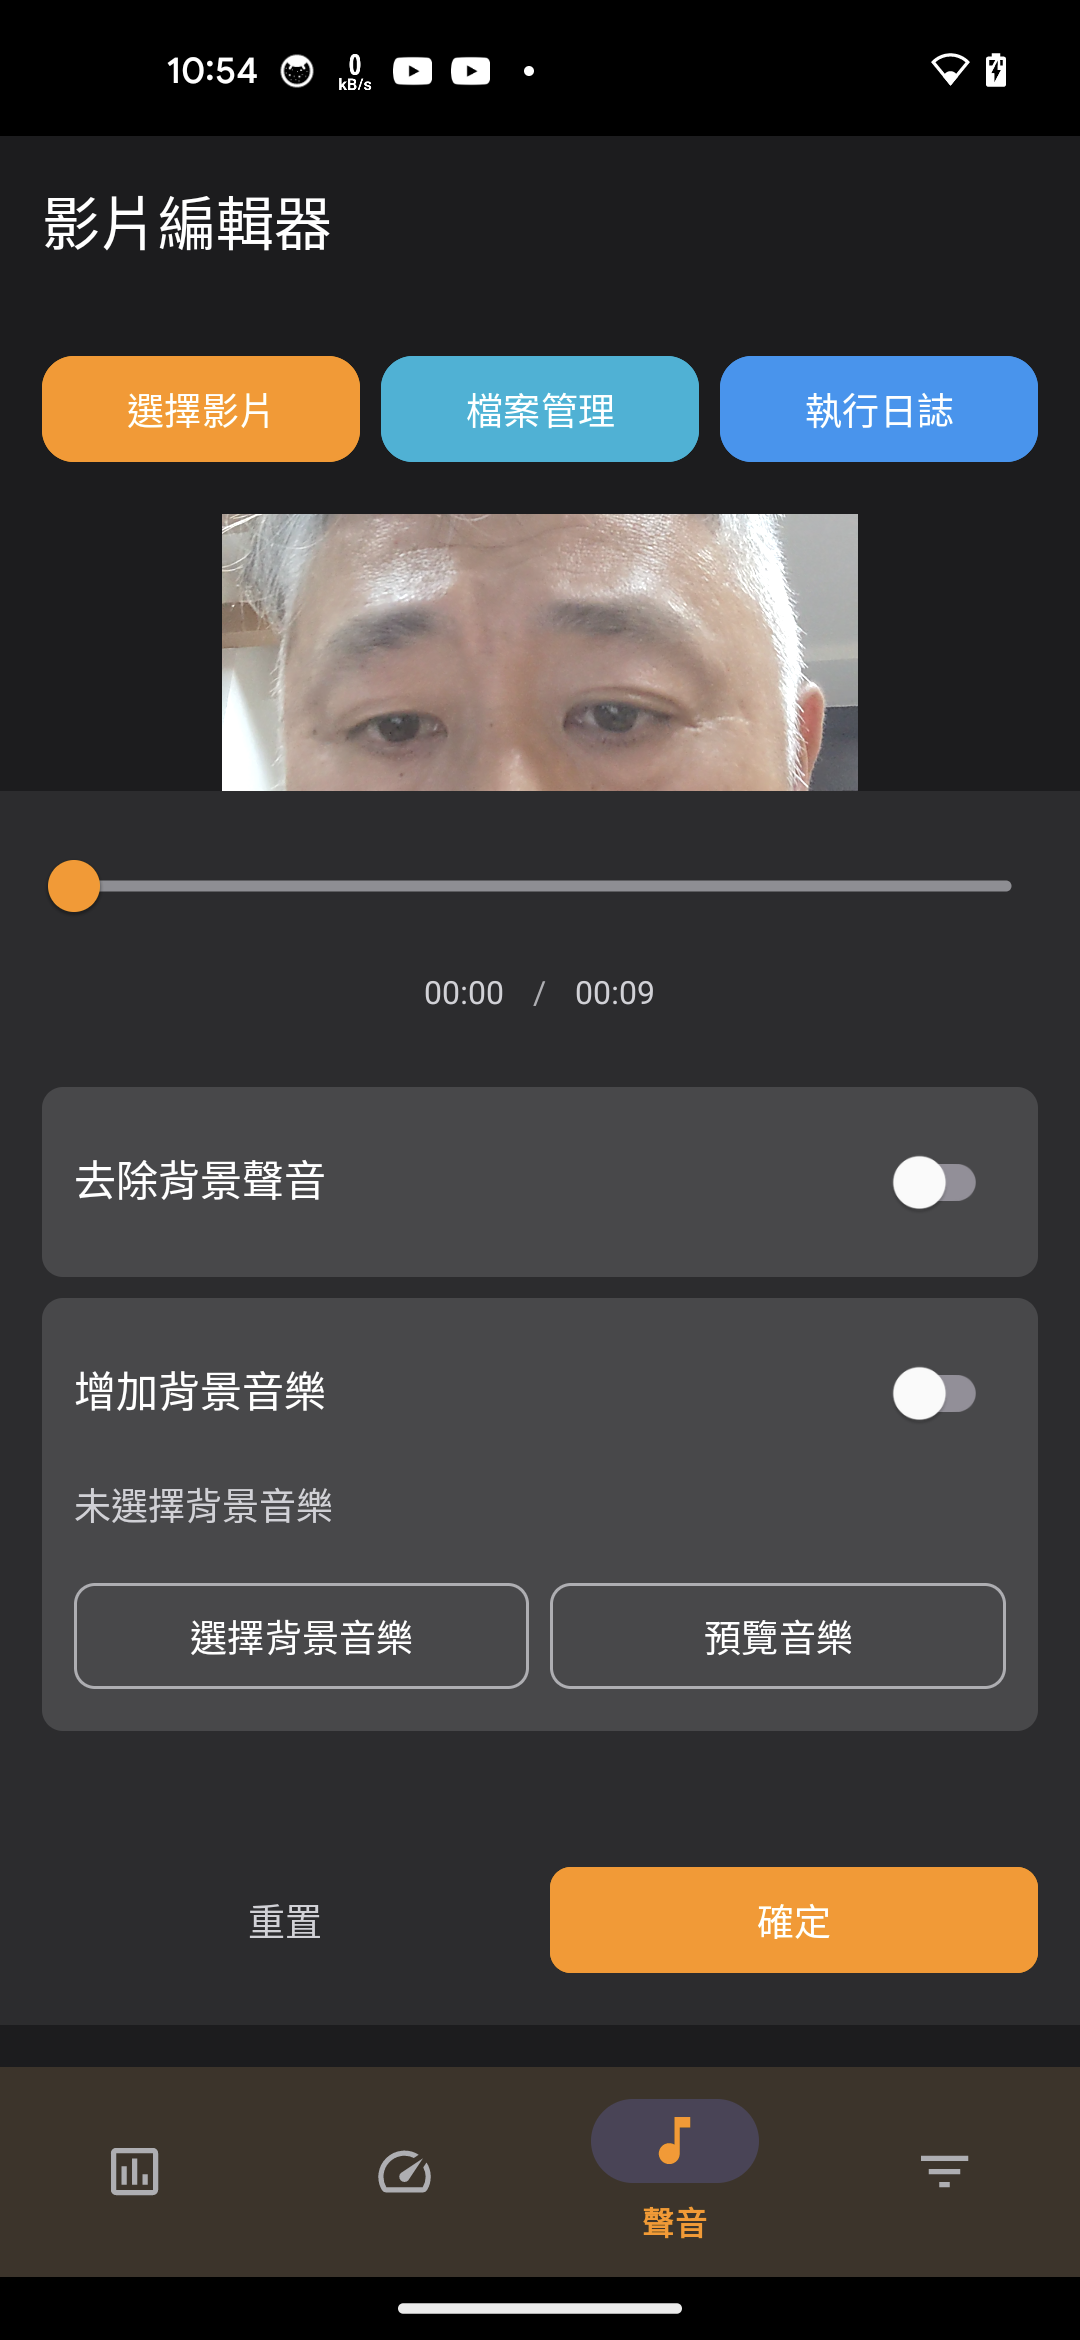 10:54 0 kB/s
影片編輯器
選擇影片 檔案管理 執行日誌
00:00 / 00:09
去除背景聲音
增加背景音樂
未選擇背景音樂
選擇背景音樂 預覽音樂
重置 確定
聲音